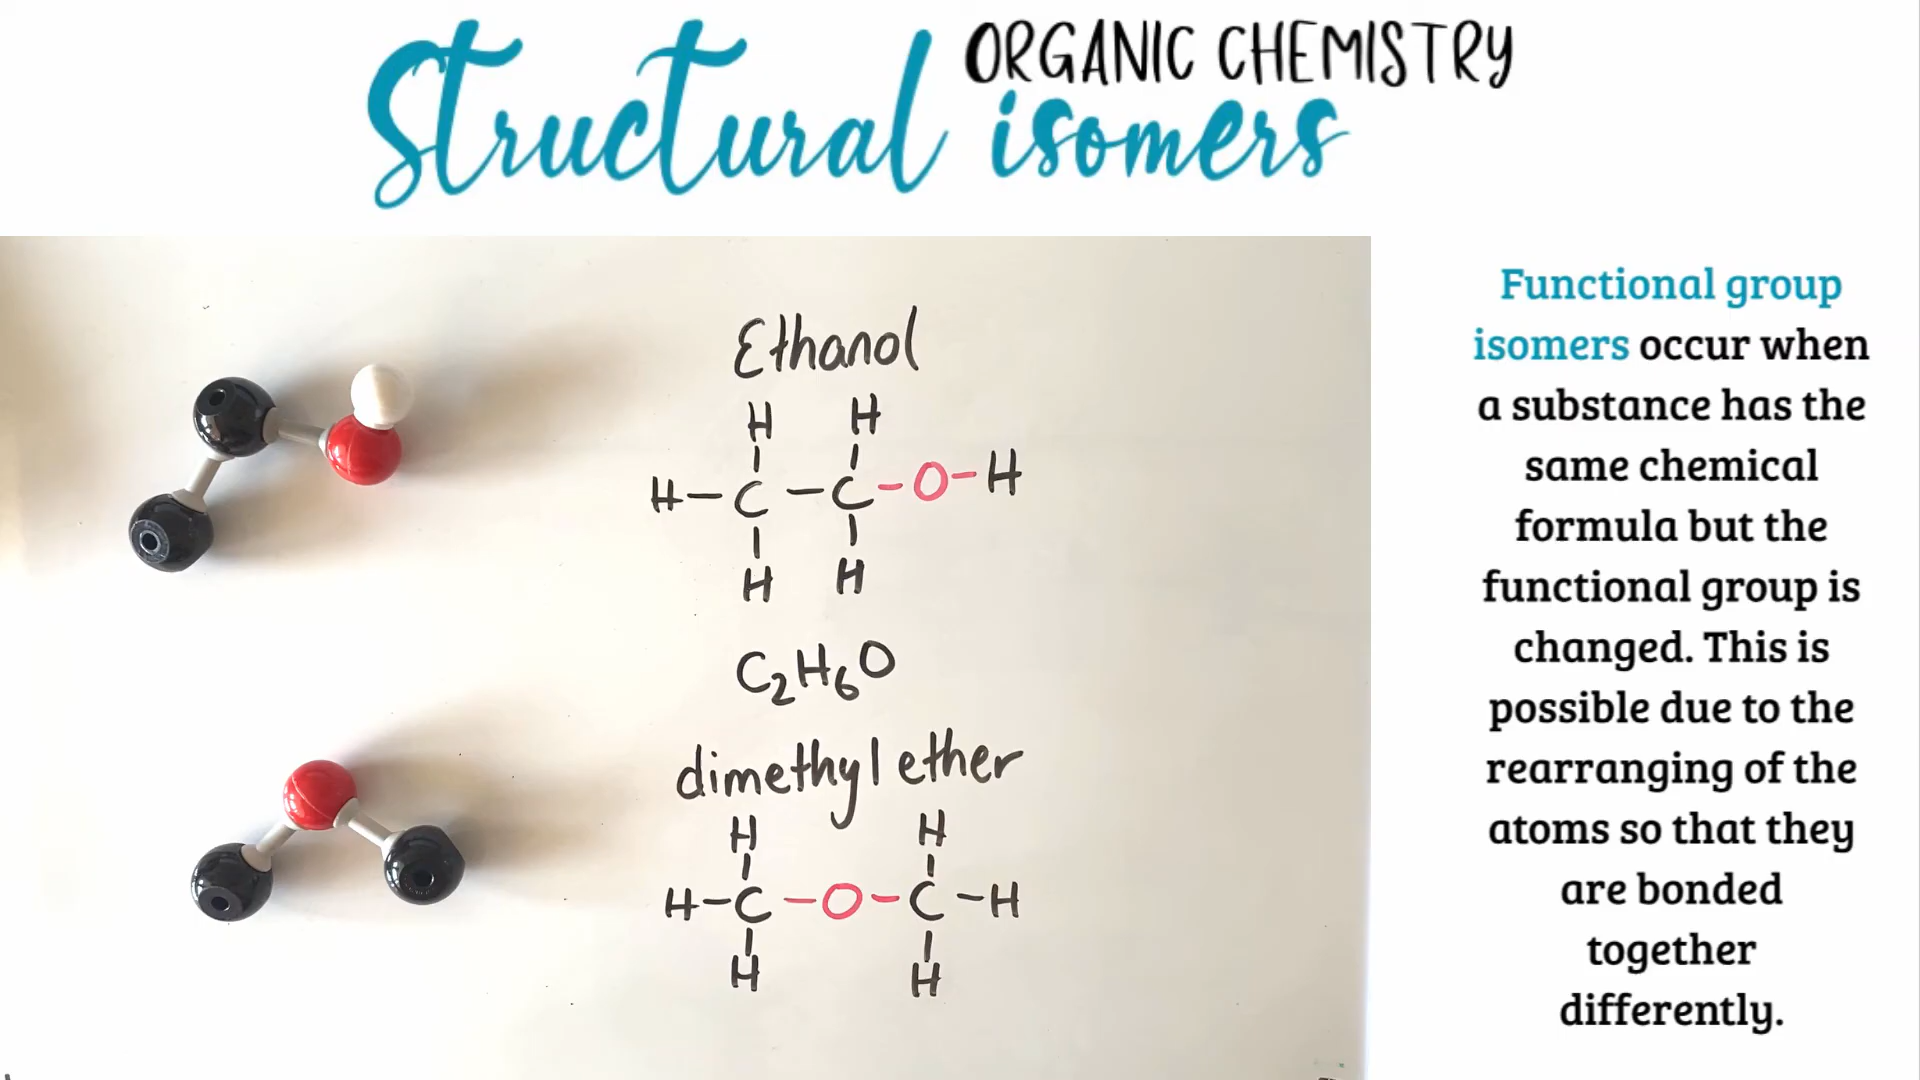 ORGANIC CHEMISTRY
Structural isomers
Ethanol
H H
H-C-C-O-H
H H
C₂H₆O
dimethyl ether
H H
H-C-O-C-H
H H
Functional group
isomers occur when
a substance has the
same chemical
formula but the
functional group is
changed. This is
possible due to the
rearranging of the
atoms so that they
are bonded
together
differently.